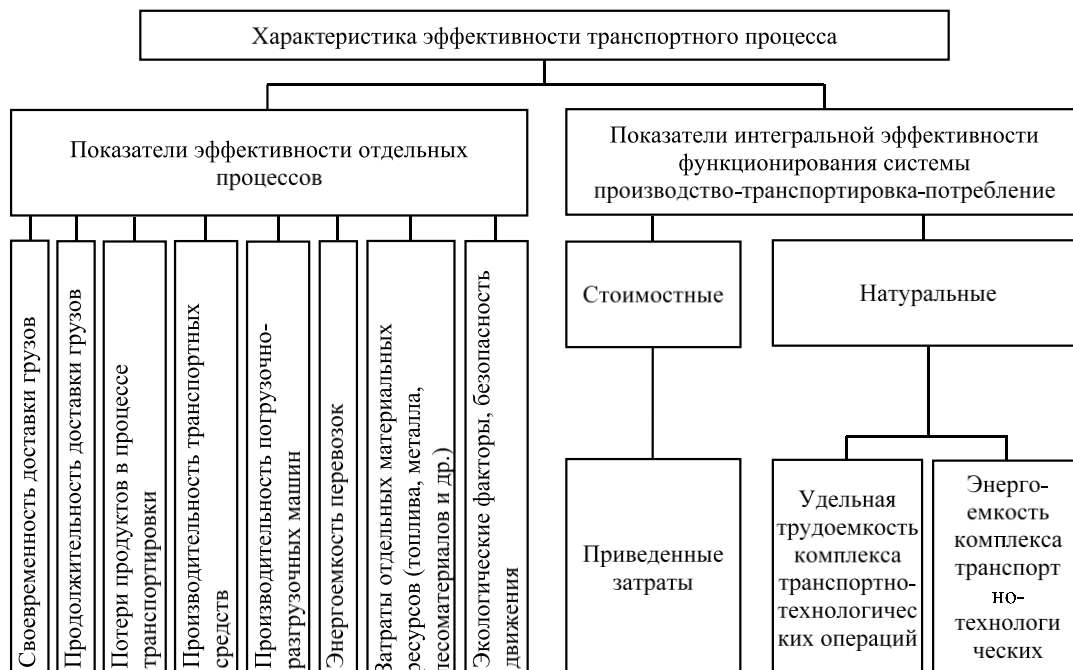 Характеристика эффективности транспортного процесса
Показатели эффективности отдельных
процессов
Показатели интегральной эффективности
функционирования системы
производство-транспортировка-потребление
Своевременность доставки грузов
Продолжительность доставки грузов
Потери продуктов в процессе
транспортировки
Производительность транспортных
средств
Производительность погрузочно-
разгрузочных машин
Энергоемкость перевозок
Затраты отдельных материальных
ресурсов (топлива, металла,
лесоматериалов и др.)
Экологические факторы, безопасность
движения
Стоимостные
Натуральные
Приведенные
затраты
Удельная
трудоемкость
комплекса
транспортно-
технологичес
ких операций
Энерго-
емкость
комплекса
транспорт
но-
технологи
ческих